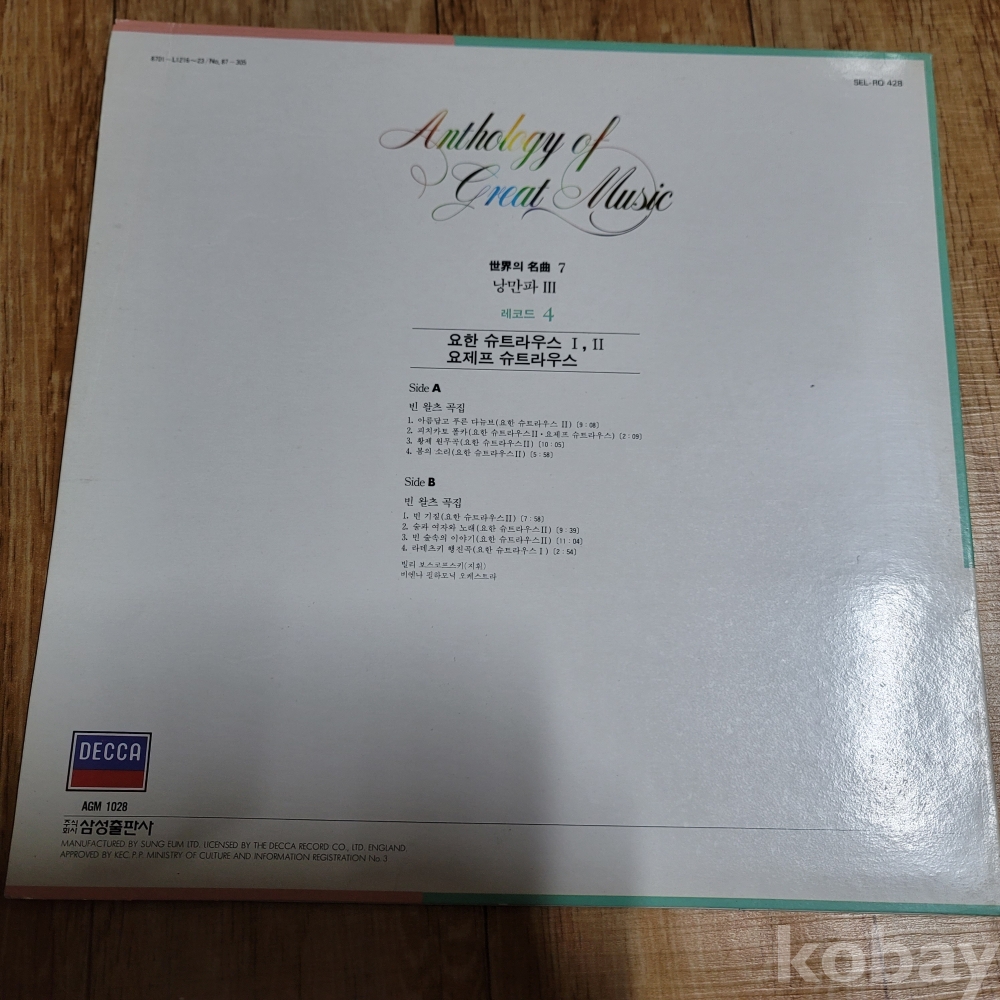 8701-L1216~23/No. 87-305
SEL-RO 428
Anthology of
Great Music
世界의 名曲 7
낭만파 III
레코드 4
요한 슈트라우스 I, II
요제프 슈트라우스
Side A
빈 왈츠 곡집
1. 아름답고 푸른 다뉴브(요한 슈트라우스 II) [9:08]
2. 피치카토 폴카(요한 슈트라우스II·요제프 슈트라우스) [2:09]
3. 황제 원무곡(요한 슈트라우스II) [10:05]
4. 봄의 소리(요한 슈트라우스II) [5:58]
Side B
빈 왈츠 곡집
1. 빈 기질(요한 슈트라우스II) [7:58]
2. 술과 여자와 노래(요한 슈트라우스II) [9:39]
3. 빈 숲속의 이야기(요한 슈트라우스II) [11:04]
4. 라데츠키 행진곡(요한 슈트라우스 I) [2:54]
빌리 보스코프스키(지휘)
비엔나 필하모닉 오케스트라
DECCA
AGM 1028
주식회사 삼성출판사
MANUFACTURED BY SUNG EUM LTD. LICENSED BY THE DECCA RECORD CO., LTD. ENGLAND.
APPROVED BY KEC P.P. MINISTRY OF CULTURE AND INFORMATION REGISTRATION No. 3
kobay